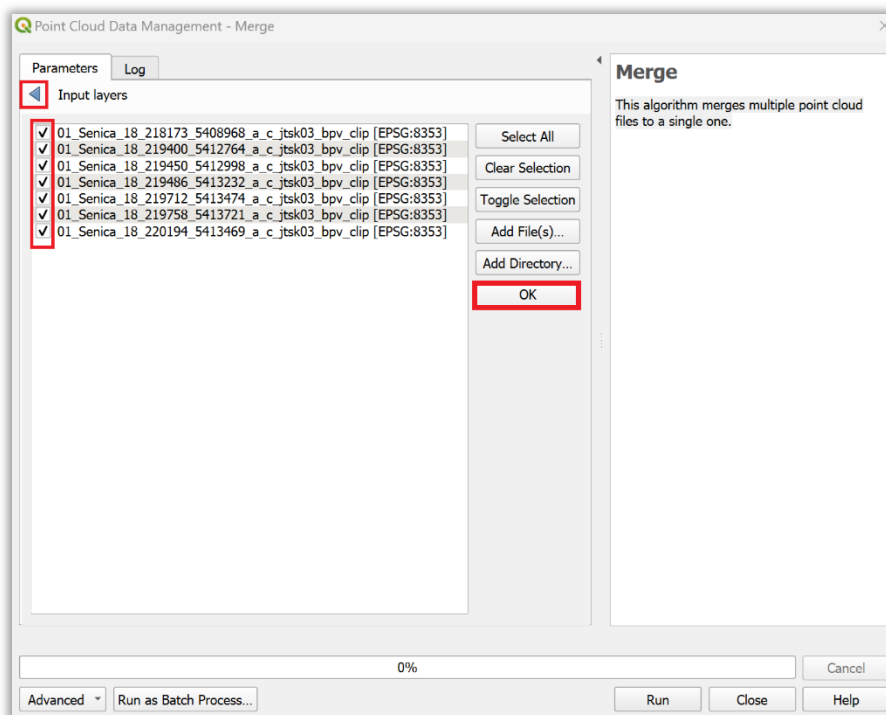 Point Cloud Data Management - Merge
Parameters
Log
Input layers
01_Senica_18_218173_5408968_a_c_jtsk03_bpv_clip [EPSG:8353]
01_Senica_18_219400_5412764_a_c_jtsk03_bpv_clip [EPSG:8353]
01_Senica_18_219450_5412998_a_c_jtsk03_bpv_clip [EPSG:8353]
01_Senica_18_219486_5413232_a_c_jtsk03_bpv_clip [EPSG:8353]
01_Senica_18_219712_5413474_a_c_jtsk03_bpv_clip [EPSG:8353]
01_Senica_18_219758_5413721_a_c_jtsk03_bpv_clip [EPSG:8353]
01_Senica_18_220194_5413469_a_c_jtsk03_bpv_clip [EPSG:8353]
Select All
Clear Selection
Toggle Selection
Add File(s)...
Add Directory...
OK
Merge
This algorithm merges multiple point cloud
files to a single one.
0%
Cancel
Advanced
Run as Batch Process...
Run
Close
Help